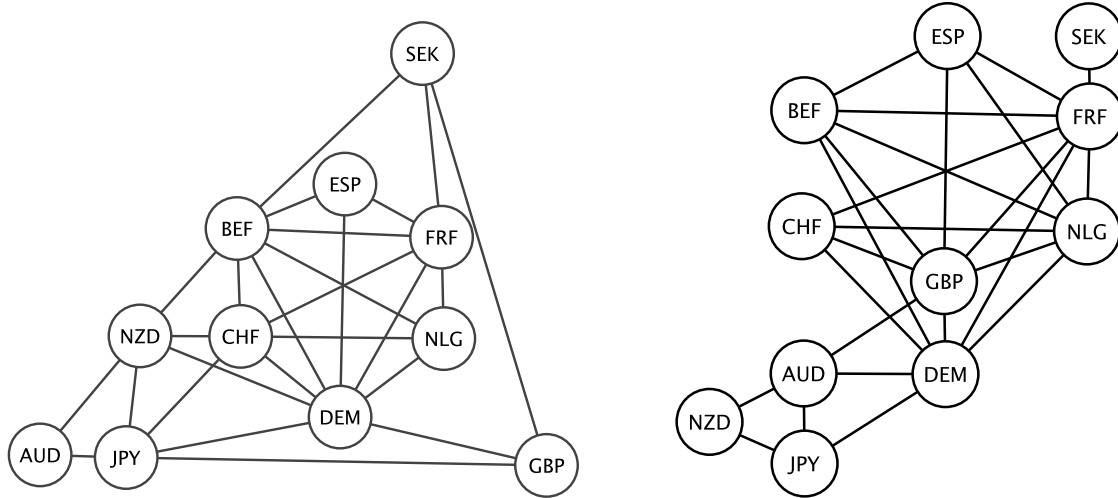 SEK
ESP
BEF
FRF
NZD
CHF
NLG
DEM
AUD
JPY
GBP
ESP
SEK
BEF
FRF
CHF
NLG
GBP
AUD
DEM
NZD
JPY